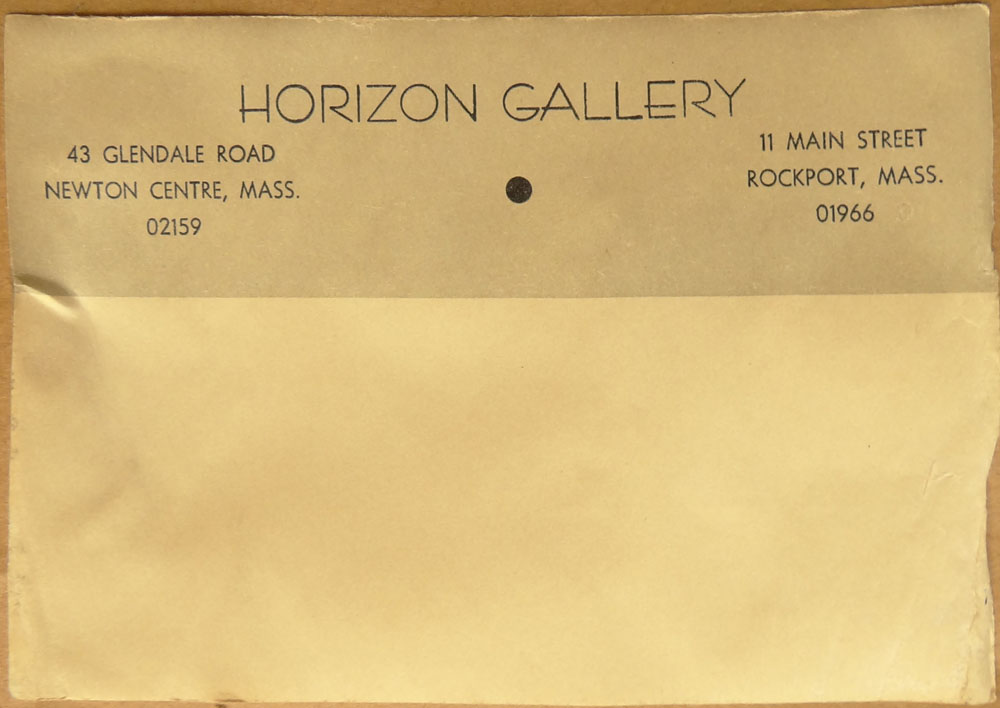 HORIZON GALLERY
43 GLENDALE ROAD
NEWTON CENTRE, MASS.
02159
11 MAIN STREET
ROCKPORT, MASS.
01966